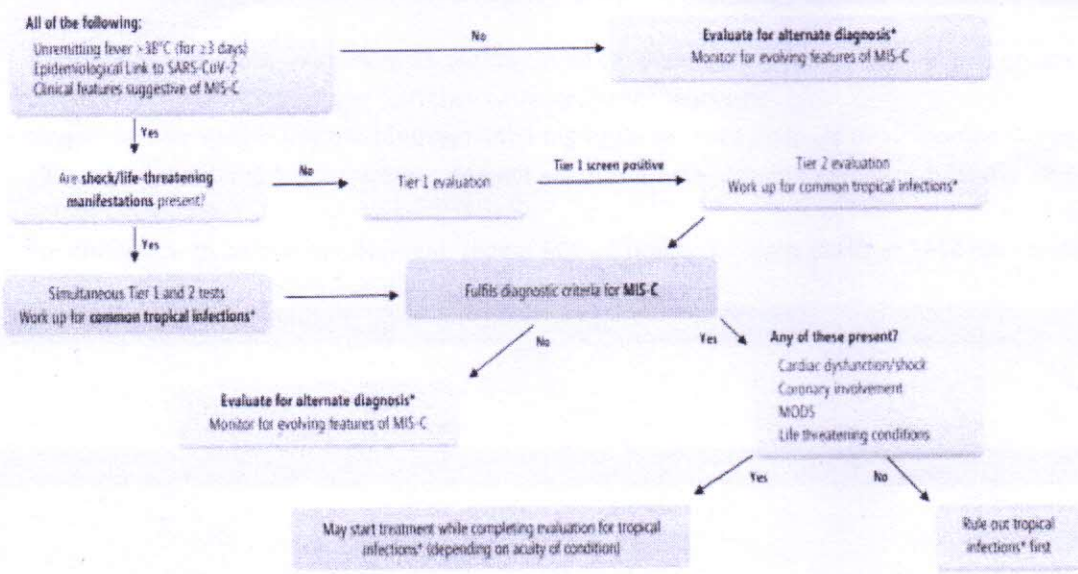 All of the following:
Unremitting fever >38°C (for ≥3 days)
Epidemiological Link to SARS-CoV-2
Clinical features suggestive of MIS-C
No
Evaluate for alternate diagnosis*
Monitor for evolving features of MIS-C
Yes
Are shock/life-threatening
manifestations present?
No
Tier 1 evaluation
Tier 1 screen positive
Tier 2 evaluation
Work up for common tropical infections*
Yes
Simultaneous Tier 1 and 2 tests
Work up for common tropical infections*
Fulfils diagnostic criteria for MIS-C
No
Yes
Evaluate for alternate diagnosis*
Monitor for evolving features of MIS-C
Any of these present?
Cardiac dysfunction/shock
Coronary involvement
MODS
Life threatening conditions
Yes
No
May start treatment while completing evaluation for tropical
infections* (depending on acuity of condition)
Rule out tropical
infections* first